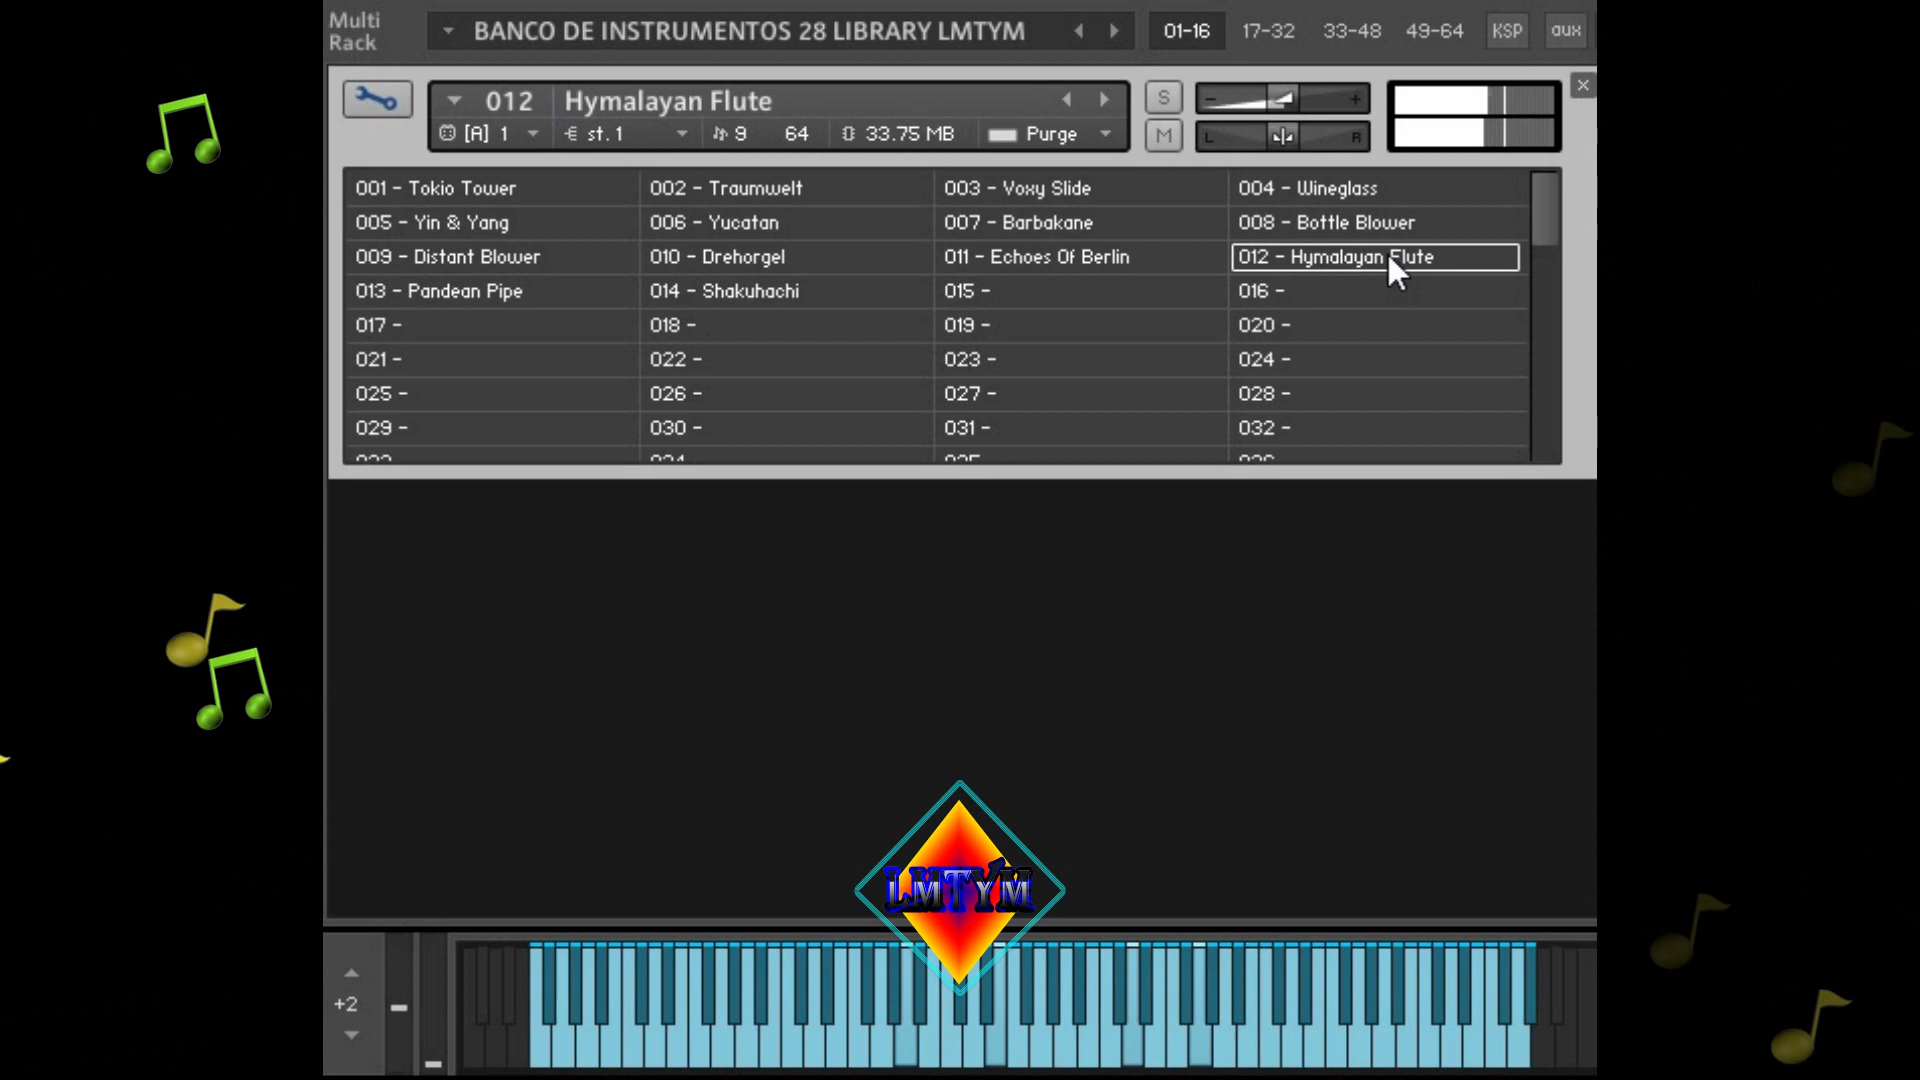 Multi Rack
BANCO DE INSTRUMENTOS 28 LIBRARY LMTYM
01-16 17-32 33-48 49-64 KSP aux
012 Hymalayan Flute
S
- +
[A] 1 st. 1 9 64 33.75 MB Purge
M
L R
001 - Tokio Tower 002 - Traumwelt 003 - Voxy Slide 004 - Wineglass
005 - Yin & Yang 006 - Yucatan 007 - Barbakane 008 - Bottle Blower
009 - Distant Blower 010 - Drehorgel 011 - Echoes Of Berlin 012 - Hymalayan Flute
013 - Pandean Pipe 014 - Shakuhachi 015 - 016 -
017 - 018 - 019 - 020 -
021 - 022 - 023 - 024 -
025 - 026 - 027 - 028 -
029 - 030 - 031 - 032 -
LMTYM
+2